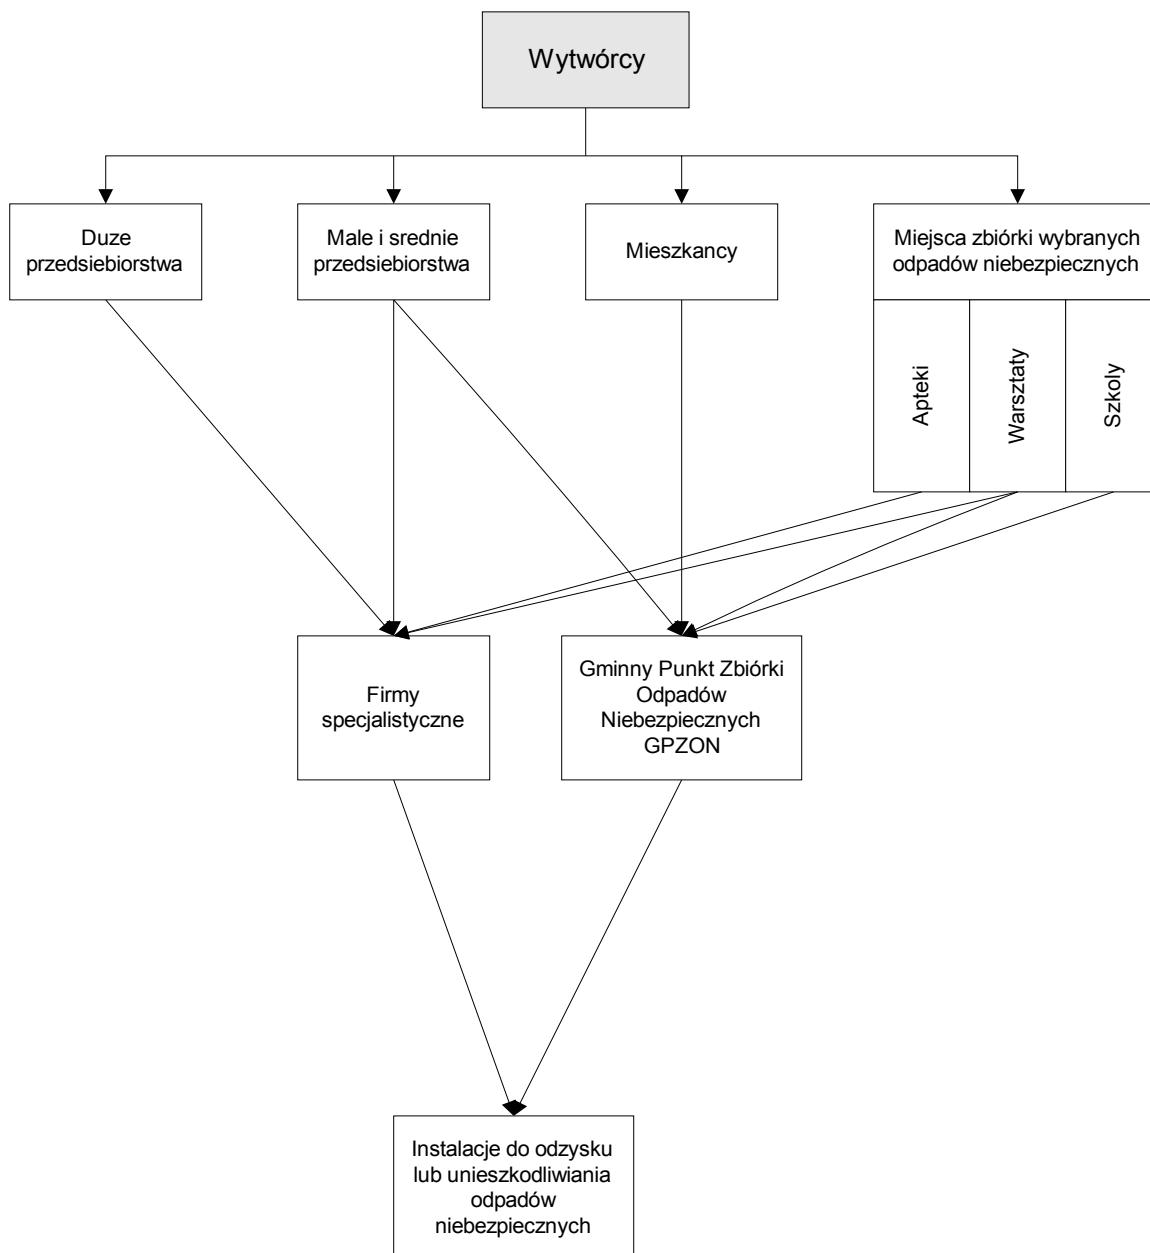 Wytwórcy
Duze
przedsiebiorstwa
Male i srednie
przedsiebiorstwa
Mieszkancy
Miejsca zbiórki wybranych
odpadów niebezpiecznych
Apteki
Warsztaty
Szkoly
Firmy
specjalistyczne
Gminny Punkt Zbiórki
Odpadów
Niebezpiecznych
GPZON
Instalacje do odzysku
lub unieszkodliwiania
odpadów
niebezpiecznych